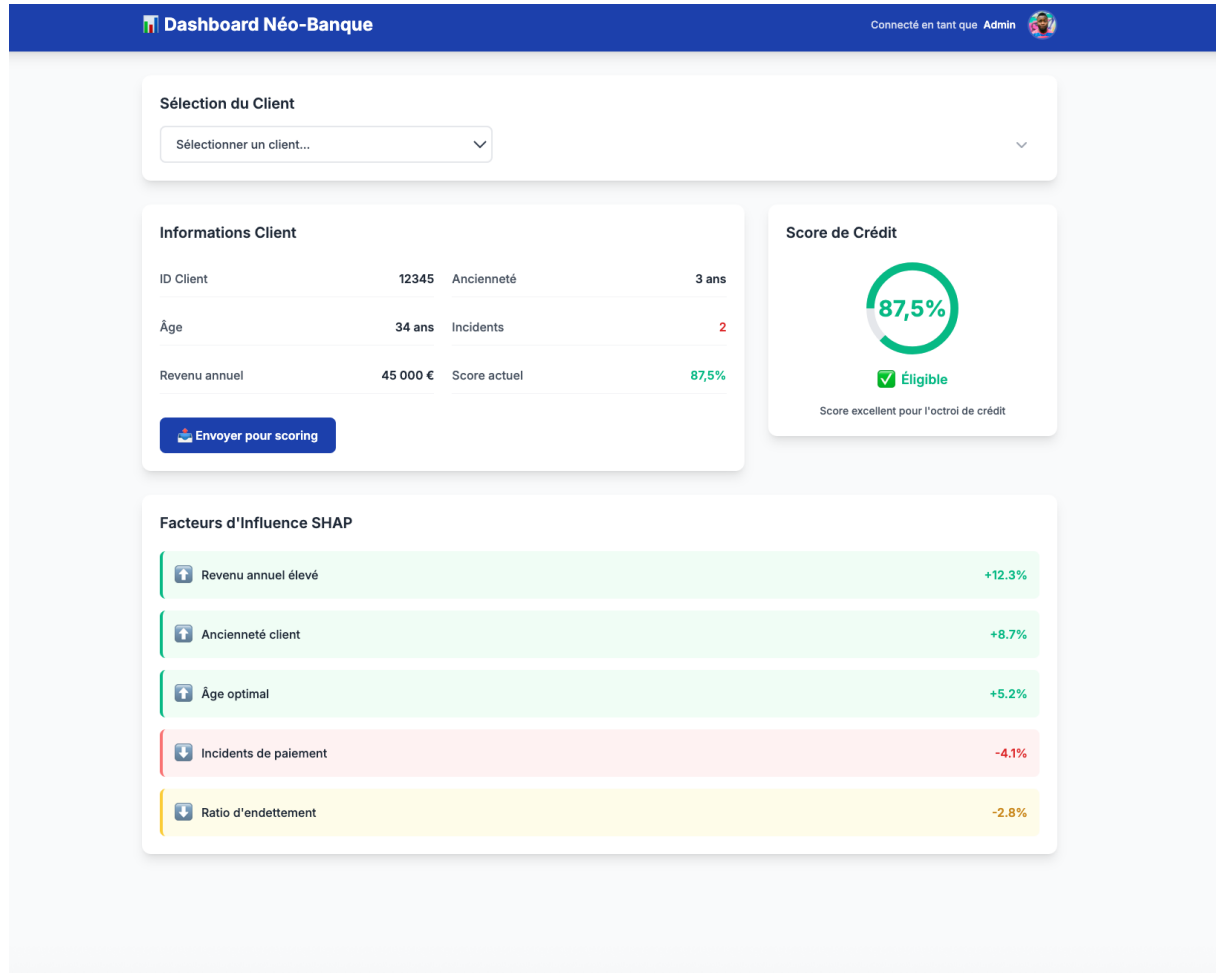 📊 Dashboard Néo-Banque
Connecté en tant que Admin
Sélection du Client
Sélectionner un client...
Informations Client
ID Client 12345
Ancienneté 3 ans
Âge 34 ans
Incidents 2
Revenu annuel 45 000 €
Score actuel 87,5%
📤 Envoyer pour scoring
Score de Crédit
87,5%
✅ Éligible
Score excellent pour l'octroi de crédit
Facteurs d'Influence SHAP
⬆️ Revenu annuel élevé +12.3%
⬆️ Ancienneté client +8.7%
⬆️ Âge optimal +5.2%
⬇️ Incidents de paiement -4.1%
⬇️ Ratio d'endettement -2.8%